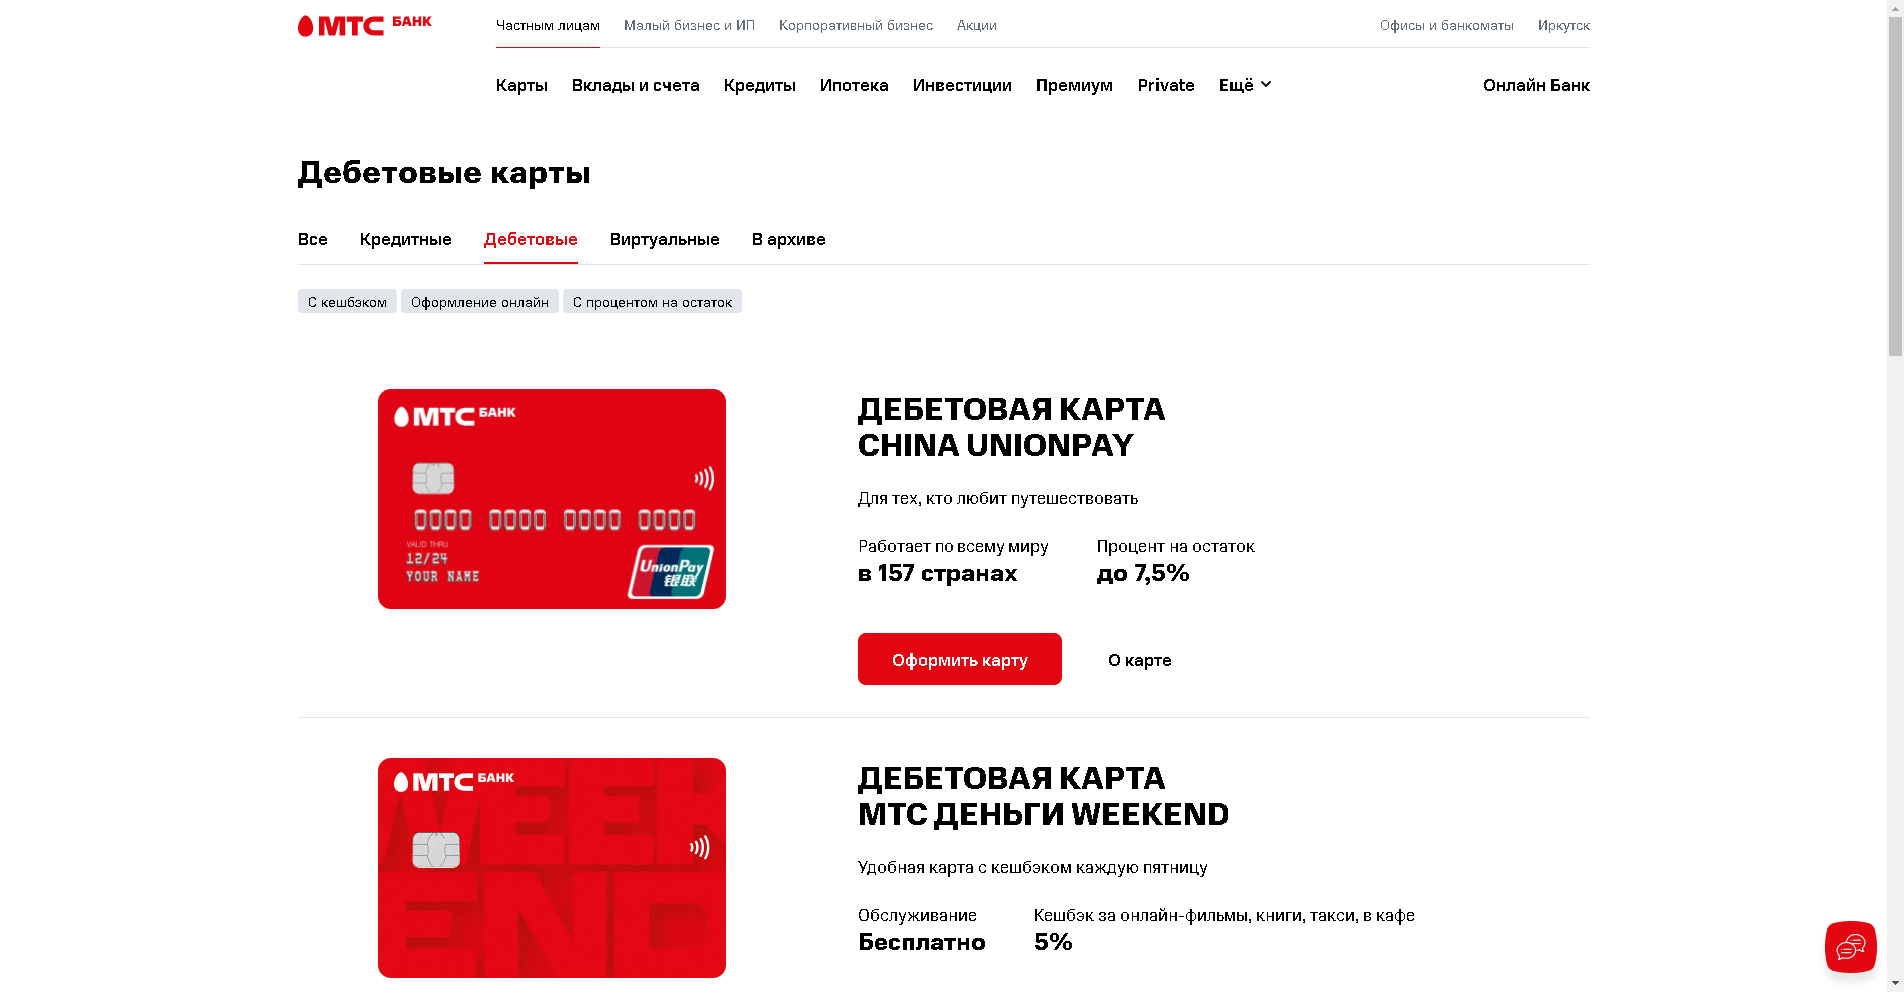 МТС БАНК
Частным лицам Малый бизнес и ИП Корпоративный бизнес Акции Офисы и банкоматы Иркутск
Карты Вклады и счета Кредиты Ипотека Инвестиции Премиум Private Ещё Онлайн Банк
Дебетовые карты
Все Кредитные Дебетовые Виртуальные В архиве
С кешбэком Оформление онлайн С процентом на остаток
МТС БАНК
0000 0000 0000 0000
VALID THRU
12/24
YOUR NAME
UnionPay
银联
ДЕБЕТОВАЯ КАРТА
CHINA UNIONPAY
Для тех, кто любит путешествовать
Работает по всему миру Процент на остаток
в 157 странах до 7,5%
Оформить карту О карте
МТС БАНК
WEEK
END
ДЕБЕТОВАЯ КАРТА
МТС ДЕНЬГИ WEEKEND
Удобная карта с кешбэком каждую пятницу
Обслуживание Кешбэк за онлайн-фильмы, книги, такси, в кафе
Бесплатно 5%